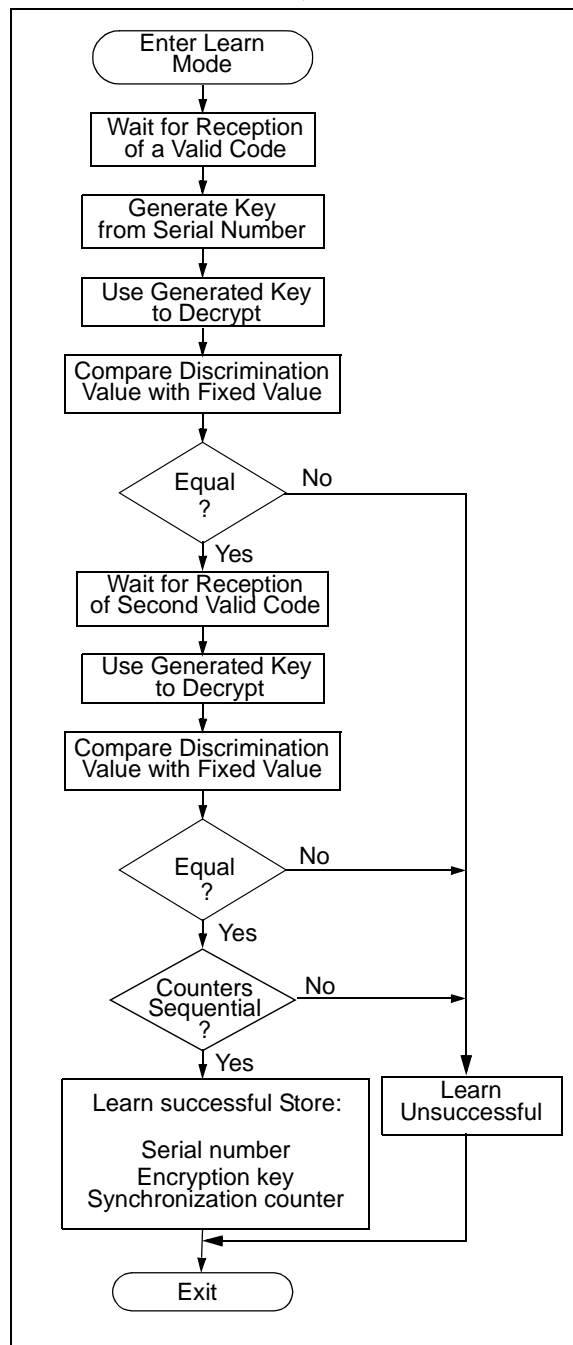 Enter Learn
Mode
Wait for Reception
of a Valid Code
Generate Key
from Serial Number
Use Generated Key
to Decrypt
Compare Discrimination
Value with Fixed Value
Equal
?
No
Yes
Wait for Reception
of Second Valid Code
Use Generated Key
to Decrypt
Compare Discrimination
Value with Fixed Value
Equal
?
No
Yes
Counters
Sequential
?
No
Yes
Learn successful Store:
Serial number
Encryption key
Synchronization counter
Learn
Unsuccessful
Exit